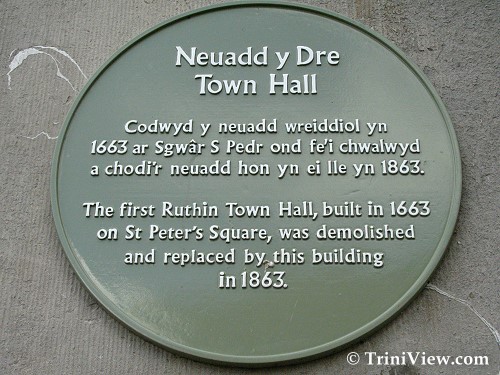 Neuadd y Dre
Town Hall
Codwyd y neuadd wreiddiol yn
1663 ar Sgwâr S Pedr ond fe'i chwalwyd
a chodi'r neuadd hon yn ei lle yn 1863.
The first Ruthin Town Hall, built in 1663
on St Peter's Square, was demolished
and replaced by this building
in 1863.
© TriniView.com